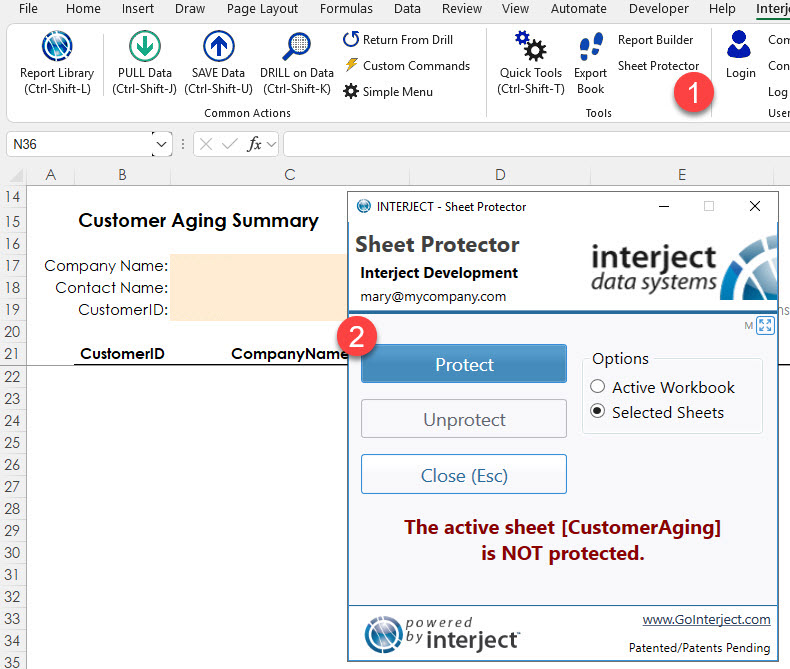 File Home Insert Draw Page Layout Formulas Data Review View Automate Developer Help Interj
Report Library
(Ctrl-Shift-L)
PULL Data
(Ctrl-Shift-J)
SAVE Data
(Ctrl-Shift-U)
DRILL on Data
(Ctrl-Shift-K)
Return From Drill
Custom Commands
Simple Menu
Common Actions
Quick Tools
(Ctrl-Shift-T)
Export
Book
Report Builder
Sheet Protector
1
Tools
Login
Com
Con
Log
User
N36
fx
A B C D E
14
15 Customer Aging Summary
16
17 Company Name:
18 Contact Name:
19 CustomerID:
20
21 CustomerID CompanyName
22
23
24
25
26
27
28
29
30
31
32
33
34
35
INTERJECT - Sheet Protector
Sheet Protector
Interject Development
mary@mycompany.com
interject
data systems
ns
M
2
Protect
Unprotect
Close (Esc)
Options
Active Workbook
Selected Sheets
The active sheet [CustomerAging]
is NOT protected.
powered
by interject
www.GoInterject.com
Patented/Patents Pending